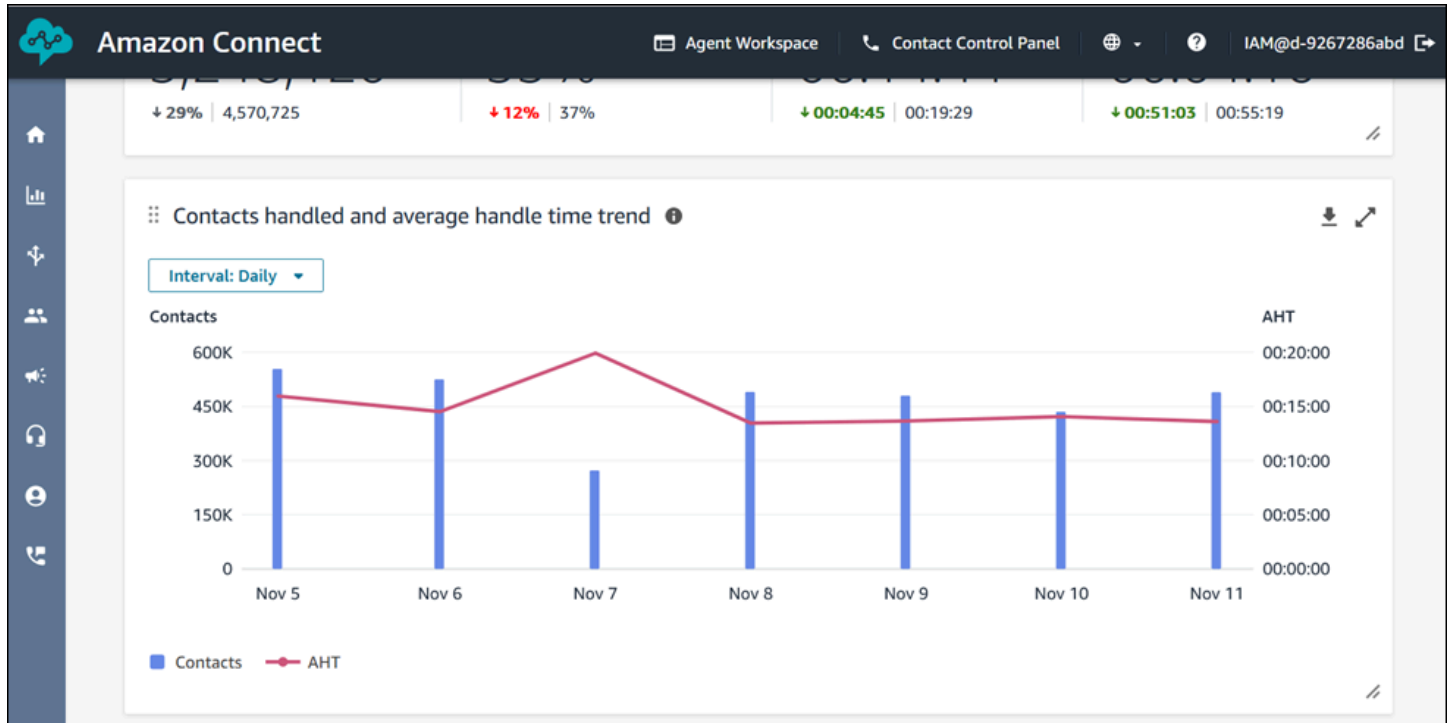 Amazon Connect
Agent Workspace
Contact Control Panel
IAM@d-9267286abd
↓ 29% | 4,570,725
↓ 12% | 37%
↓ 00:04:45 | 00:19:29
↓ 00:51:03 | 00:55:19
Contacts handled and average handle time trend
Interval: Daily
Contacts
AHT
600K
00:20:00
450K
00:15:00
300K
00:10:00
150K
00:05:00
0
00:00:00
Nov 5
Nov 6
Nov 7
Nov 8
Nov 9
Nov 10
Nov 11
Contacts
AHT